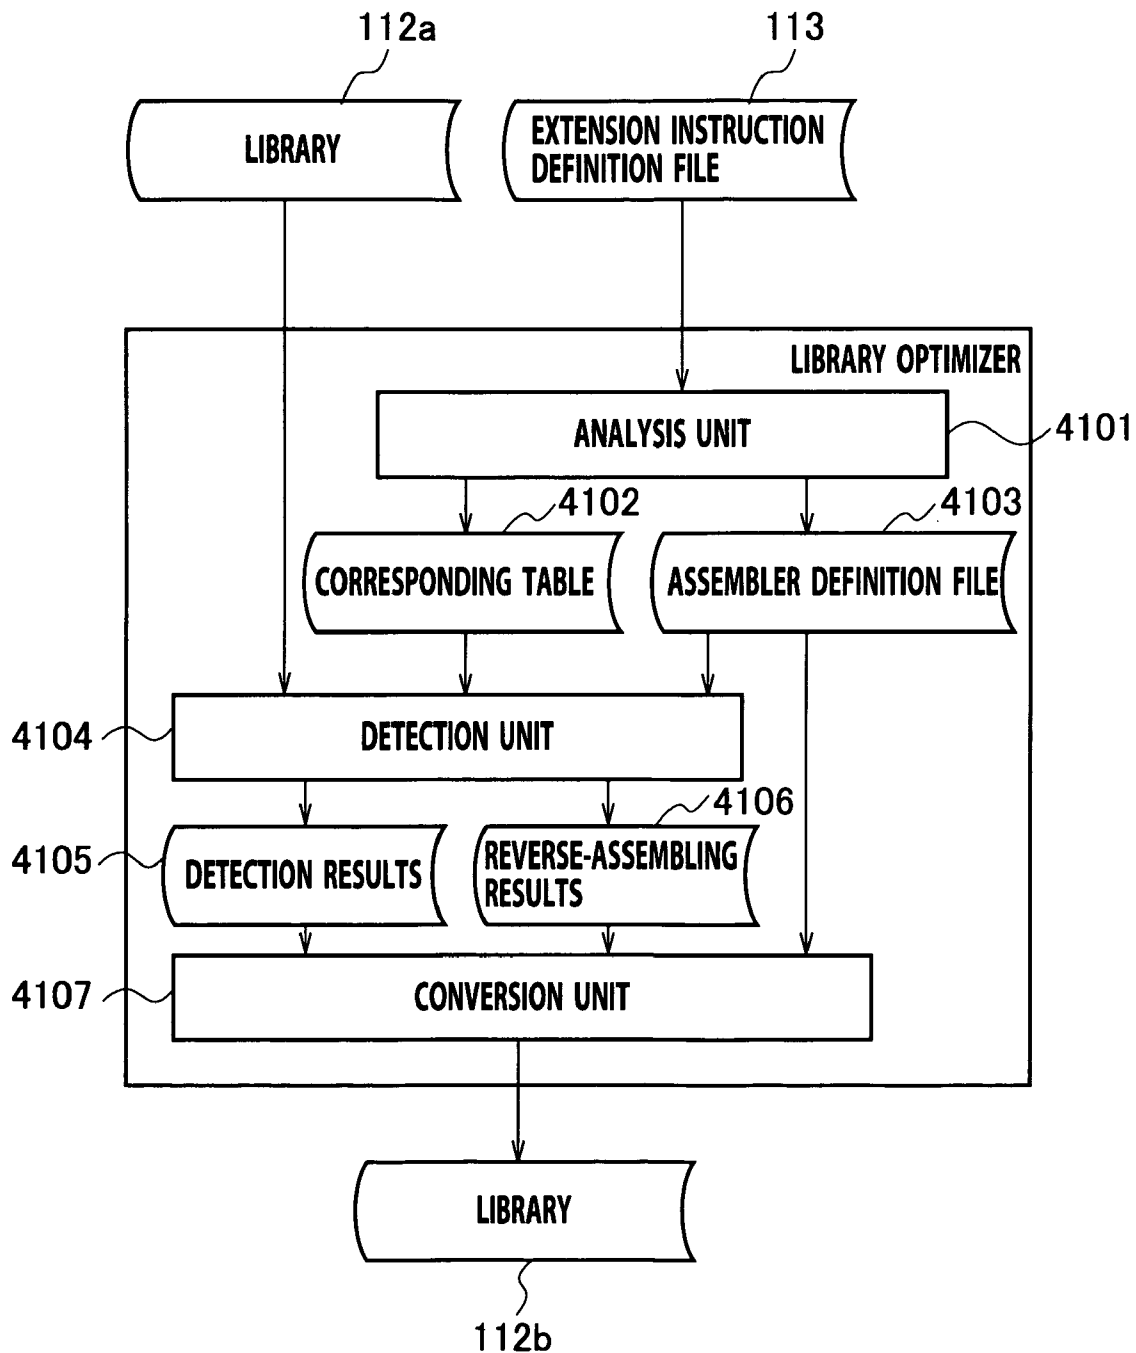 112a
113
LIBRARY
EXTENSION INSTRUCTION
DEFINITION FILE
LIBRARY OPTIMIZER
ANALYSIS UNIT
4101
4102
4103
CORRESPONDING TABLE
ASSEMBLER DEFINITION FILE
4104
DETECTION UNIT
4106
4105
DETECTION RESULTS
REVERSE-ASSEMBLING
RESULTS
4107
CONVERSION UNIT
LIBRARY
112b